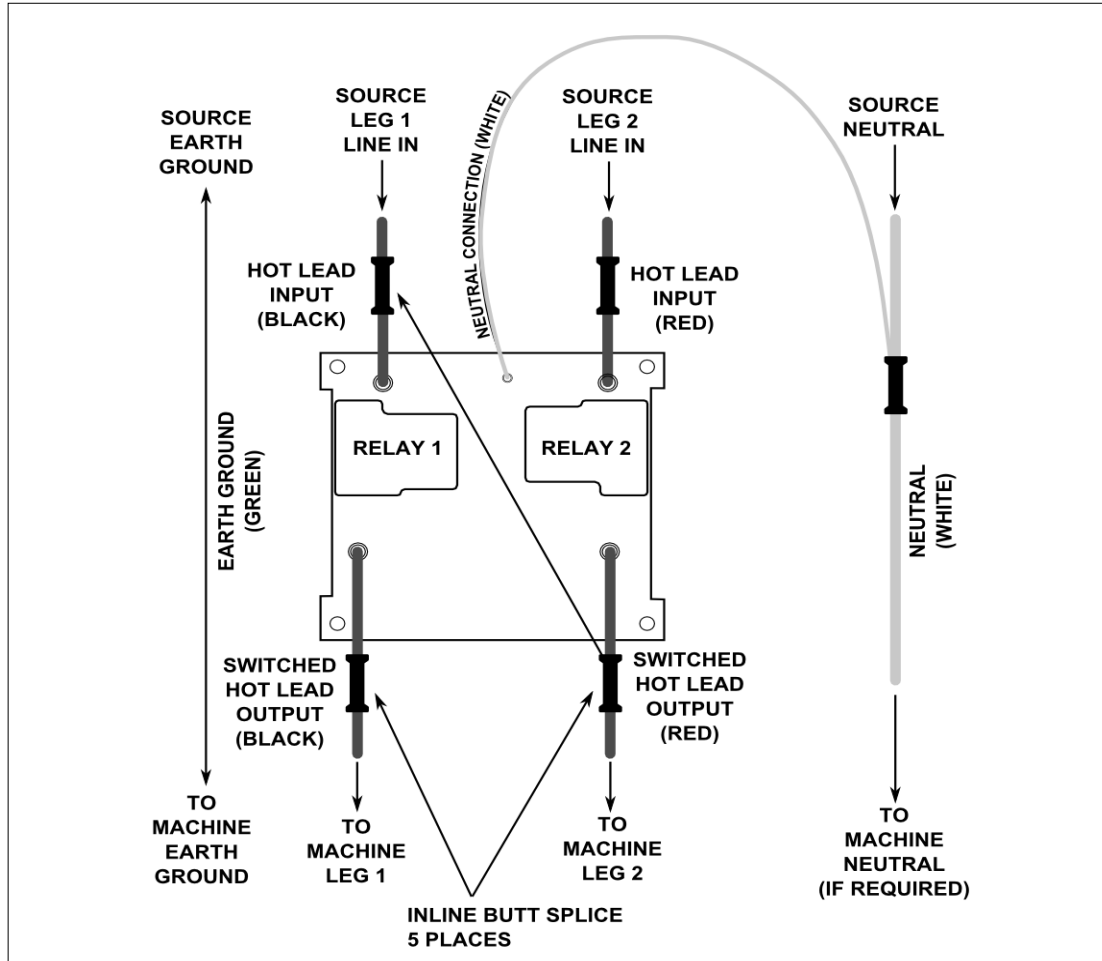 SOURCE
EARTH
GROUND
SOURCE
LEG 1
LINE IN
SOURCE
LEG 2
LINE IN
SOURCE
NEUTRAL
NEUTRAL CONNECTION (WHITE)
HOT LEAD
INPUT
(BLACK)
HOT LEAD
INPUT
(RED)
RELAY 1
RELAY 2
EARTH GROUND
(GREEN)
NEUTRAL
(WHITE)
SWITCHED
HOT LEAD
OUTPUT
(BLACK)
SWITCHED
HOT LEAD
OUTPUT
(RED)
TO
MACHINE
EARTH
GROUND
TO
MACHINE
LEG 1
TO
MACHINE
LEG 2
TO
MACHINE
NEUTRAL
(IF REQUIRED)
INLINE BUTT SPLICE
5 PLACES